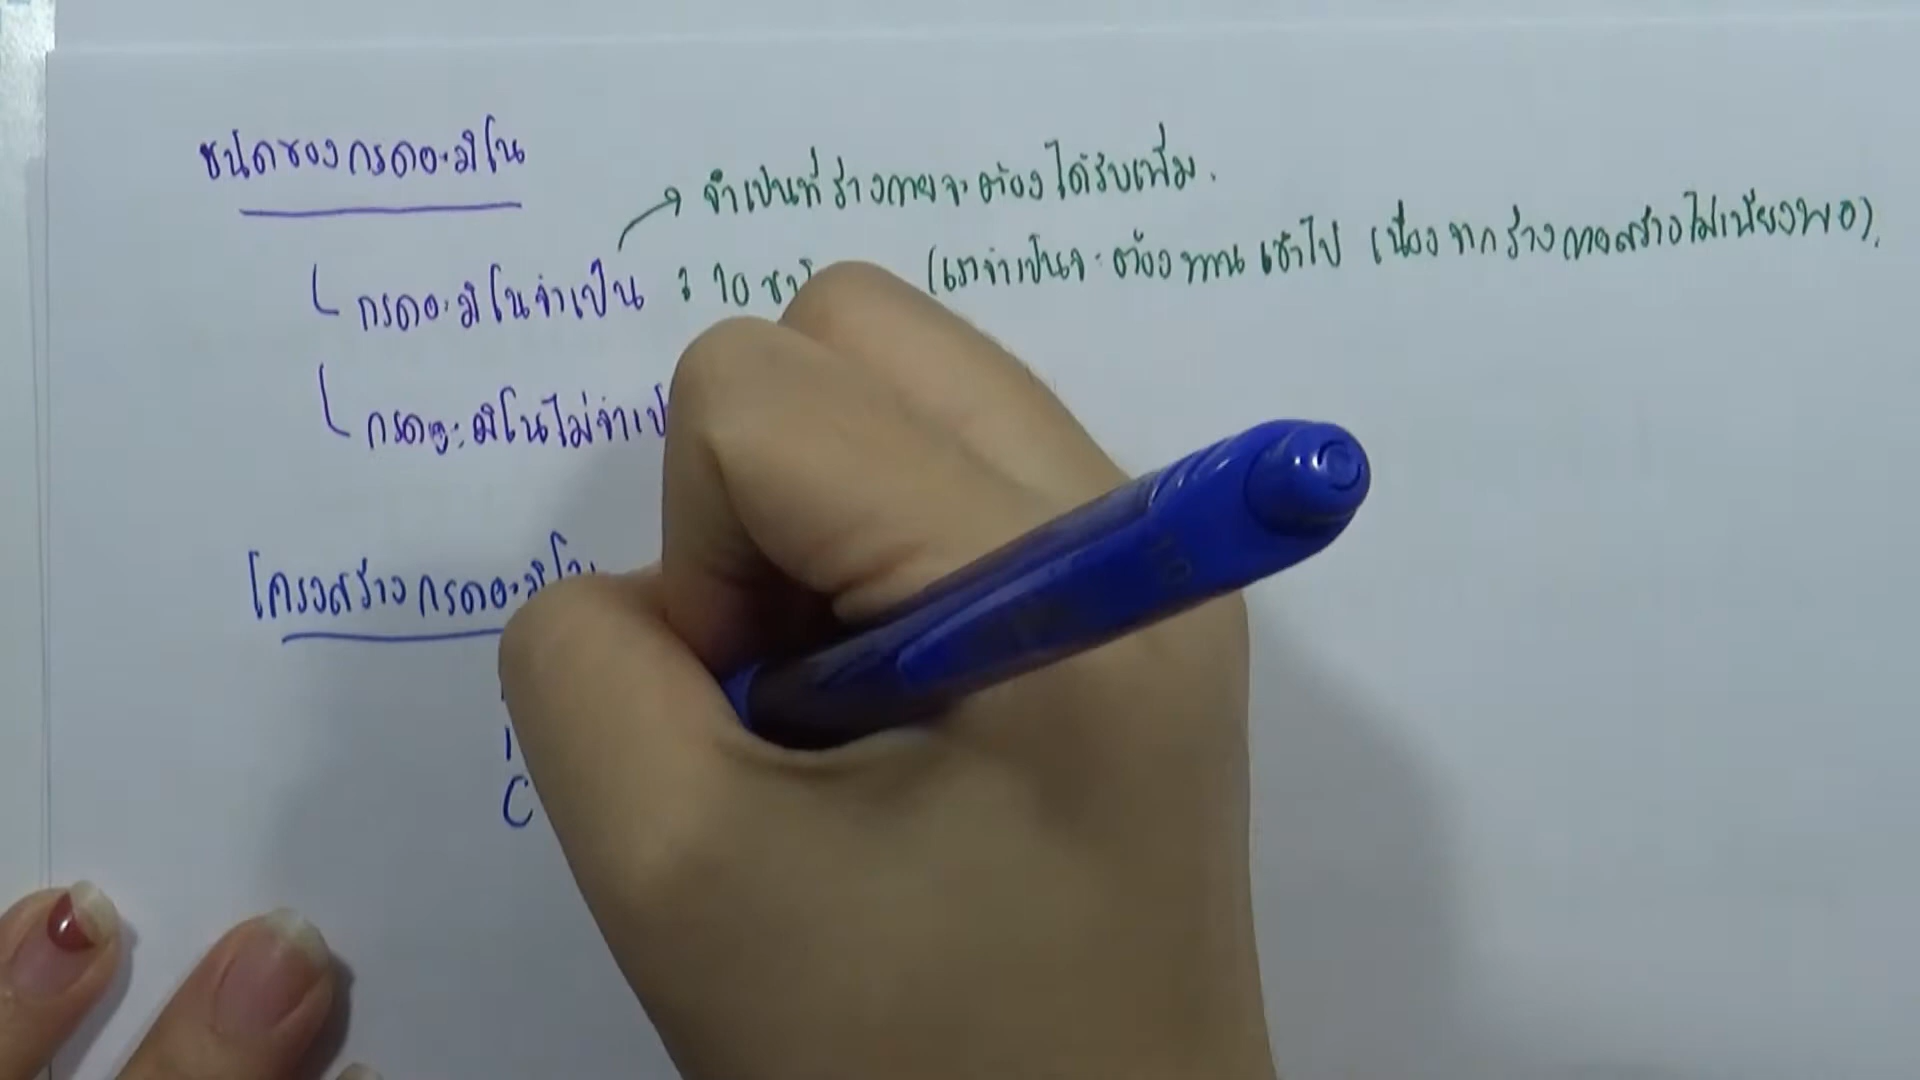 ชนิดของกรดอะมิโน
จำเป็นที่ร่างกายจะต้องได้รับเพิ่ม.
กรดอะมิโนจำเป็น : 10 (เราจำเป็นจะต้องทานเข้าไป เนื่องจากร่างกายสร้างไม่เพียงพอ).
กรดอะมิโนไม่จำเป
โครงสร้างกรดอะมิโน
C